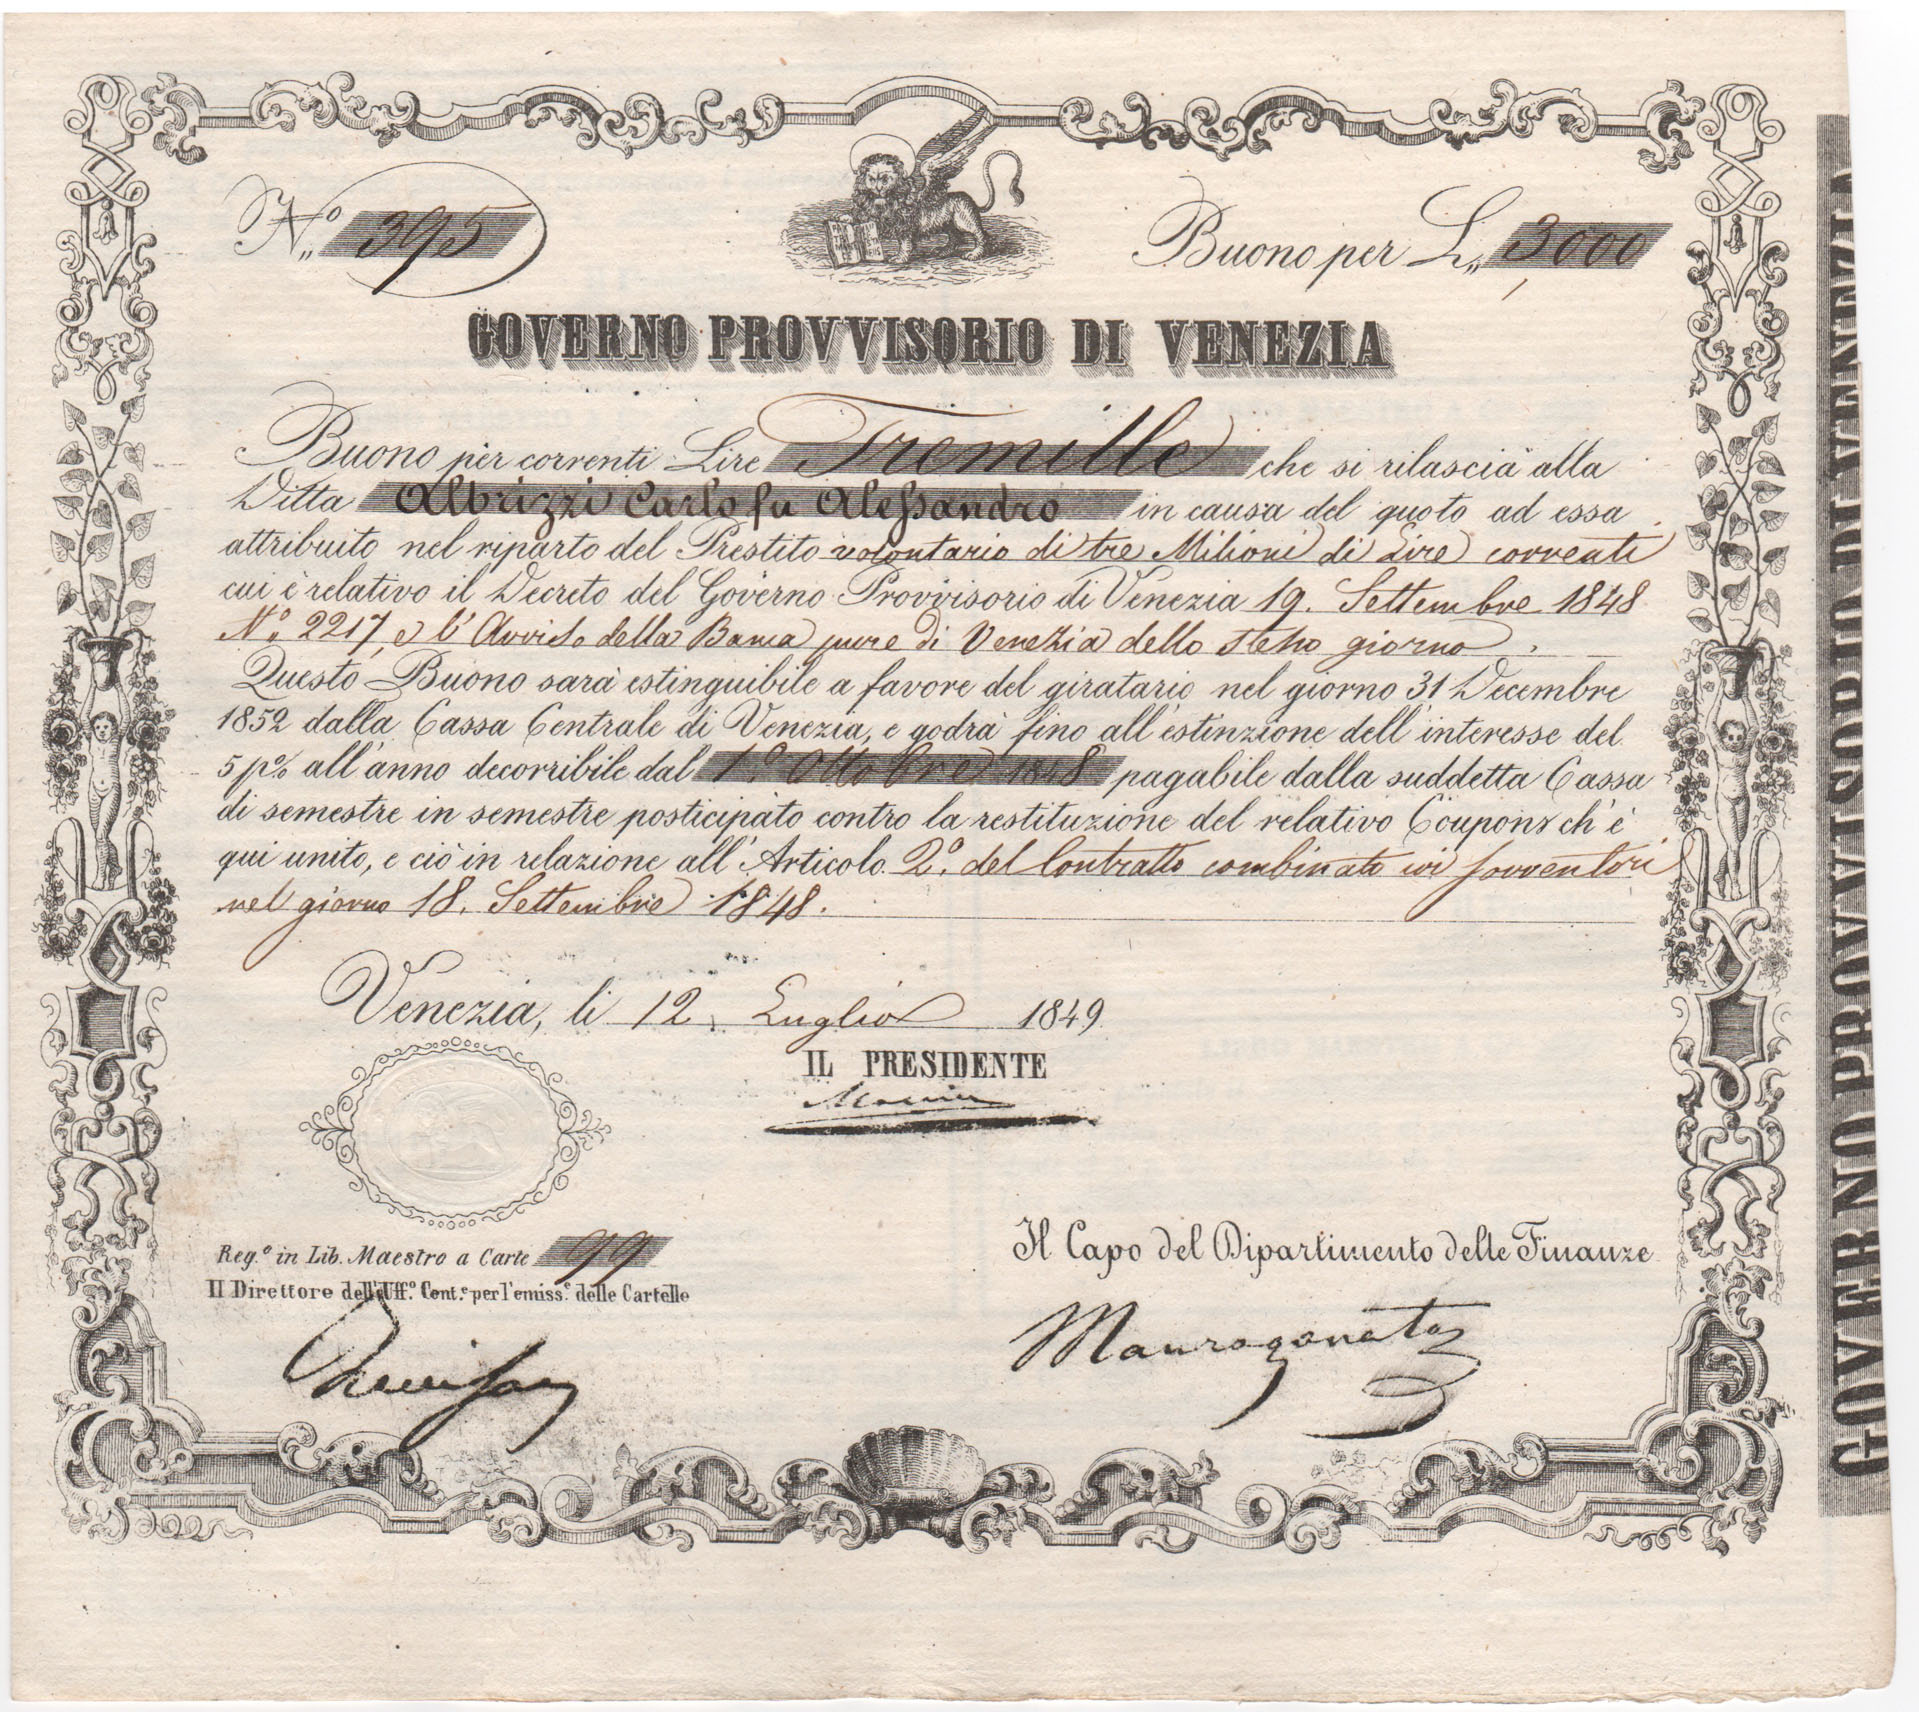 N.º 395
Buono per L. 3,000
GOVERNO PROVVISORIO DI VENEZIA
Buono per correnti Lire Tremille che si rilascia alla
Ditta Albrizzi Carlo fu Alessandro in causa del quoto ad essa
attribuito nel riparto del Prestito volontario di tre Milioni di Lire correnti
cui è relativo il Decreto del Governo Provvisorio di Venezia 19. Settembre 1848
N.º 2217, e l'Avviso della Banca pure di Venezia dello stesso giorno.
Questo Buono sarà estinguibile a favore del giratario nel giorno 31 Decembre
1852 dalla Cassa Centrale di Venezia, e godrà fino all'estinzione dell'interesse del
5 p% all'anno decorribile dal 1º Ottobre 1848 pagabile dalla suddetta Cassa
di semestre in semestre posticipato contro la restituzione del relativo Coupons ch'è
qui unito, e ciò in relazione all'Articolo 2º. del Contratto combinato coi sovventori
nel giorno 18. Settembre 1848.
Venezia, li 12 Luglio 1849
IL PRESIDENTE
Manin
Reg.º in Lib. Maestro a Carte 99
Il Direttore dell'Uff.º Cont.e per l'emiss.e delle Cartelle
Il Capo del Dipartimento delle Finanze
Maurogonato
GOVERNO PROVVISORIO DI VENEZIA